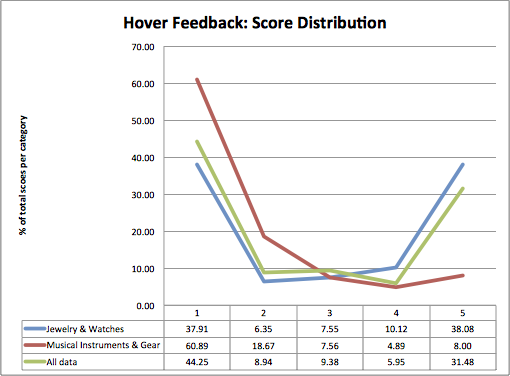 Hover Feedback: Score Distribution
% of total scoes per category
70.00
60.00
50.00
40.00
30.00
20.00
10.00
0.00
1 2 3 4 5
Jewelry & Watches 37.91 6.35 7.55 10.12 38.08
Musical Instruments & Gear 60.89 18.67 7.56 4.89 8.00
All data 44.25 8.94 9.38 5.95 31.48